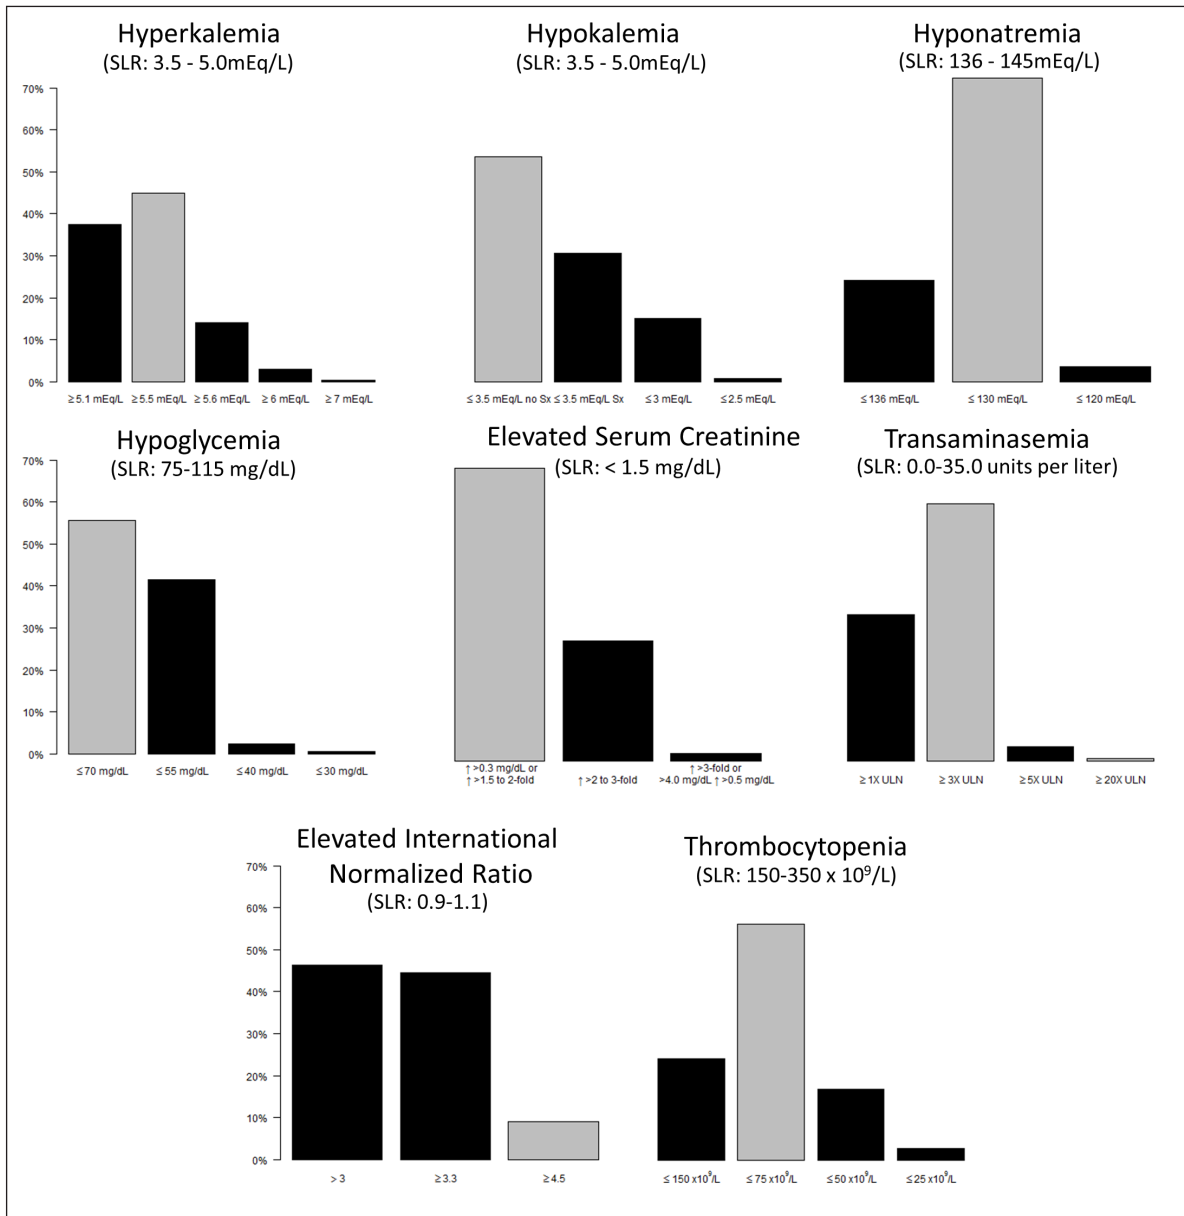 Hyperkalemia
(SLR: 3.5 - 5.0mEq/L)
70%
60%
50%
40%
30%
20%
10%
0%
≥ 5.1 mEq/L ≥ 5.5 mEq/L ≥ 5.6 mEq/L ≥ 6 mEq/L ≥ 7 mEq/L
Hypokalemia
(SLR: 3.5 - 5.0mEq/L)
≤ 3.5 mEq/L no Sx ≤ 3.5 mEq/L Sx ≤ 3 mEq/L ≤ 2.5 mEq/L
Hyponatremia
(SLR: 136 - 145mEq/L)
≤ 136 mEq/L ≤ 130 mEq/L ≤ 120 mEq/L
Hypoglycemia
(SLR: 75-115 mg/dL)
70%
60%
50%
40%
30%
20%
10%
0%
≤ 70 mg/dL ≤ 55 mg/dL ≤ 40 mg/dL ≤ 30 mg/dL
Elevated Serum Creatinine
(SLR: < 1.5 mg/dL)
↑ >0.3 mg/dL or
↑ >1.5 to 2-fold
↑ >2 to 3-fold
↑ >3-fold or
>4.0 mg/dL ↑ >0.5 mg/dL
Transaminasemia
(SLR: 0.0-35.0 units per liter)
≥ 1X ULN ≥ 3X ULN ≥ 5X ULN ≥ 20X ULN
Elevated International
Normalized Ratio
(SLR: 0.9-1.1)
70%
60%
50%
40%
30%
20%
10%
0%
> 3 ≥ 3.3 ≥ 4.5
Thrombocytopenia
(SLR: 150-350 x 10⁹/L)
≤ 150 x10⁹/L ≤ 75 x10⁹/L ≤ 50 x10⁹/L ≤ 25 x10⁹/L